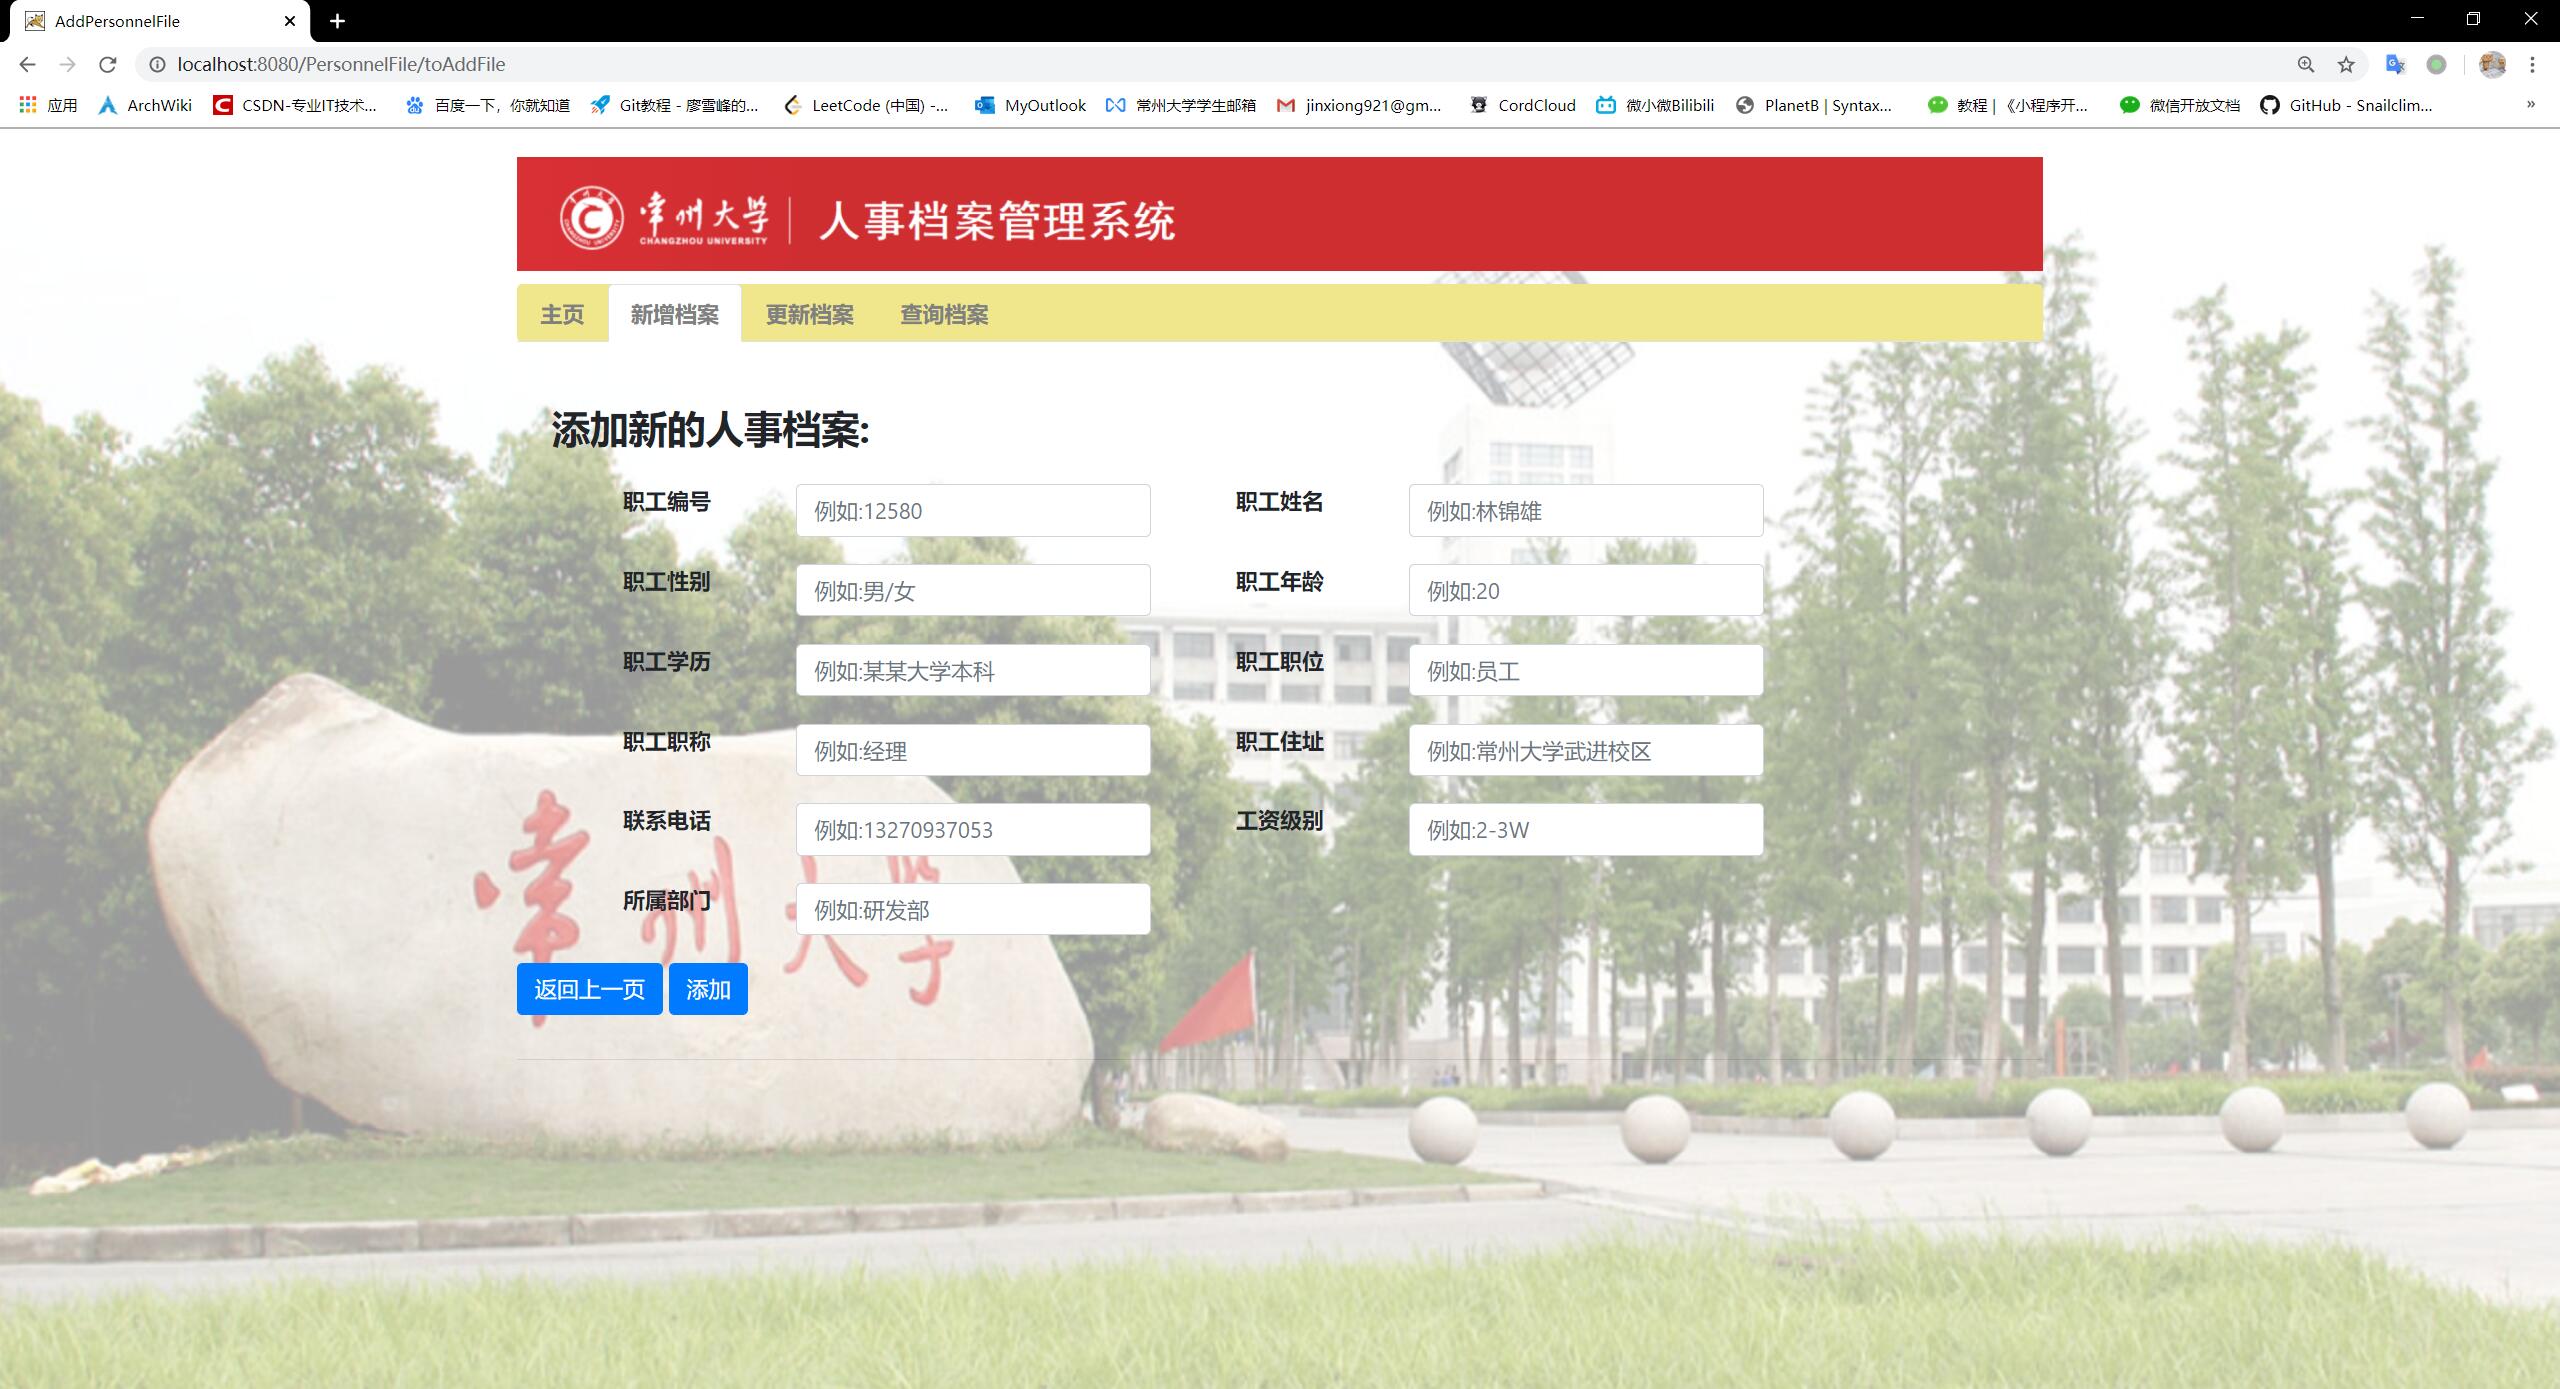 AddPersonnelFile
localhost:8080/PersonnelFile/toAddFile
应用 ArchWiki CSDN-专业IT技术... 百度一下，你就知道 Git教程 - 廖雪峰的... LeetCode (中国) -... MyOutlook 常州大学学生邮箱 jinxiong921@gm... CordCloud 微小微Bilibili PlanetB | Syntax... 教程 | 《小程序开... 微信开放文档 GitHub - Snailclim... »
常州大学 人事档案管理系统
CHANGZHOU UNIVERSITY
主页 新增档案 更新档案 查询档案
添加新的人事档案:
职工编号 例如:12580 职工姓名 例如:林锦雄
职工性别 例如:男/女 职工年龄 例如:20
职工学历 例如:某某大学本科 职工职位 例如:员工
职工职称 例如:经理 职工住址 例如:常州大学武进校区
联系电话 例如:13270937053 工资级别 例如:2-3W
所属部门 例如:研发部
常州大学
返回上一页 添加